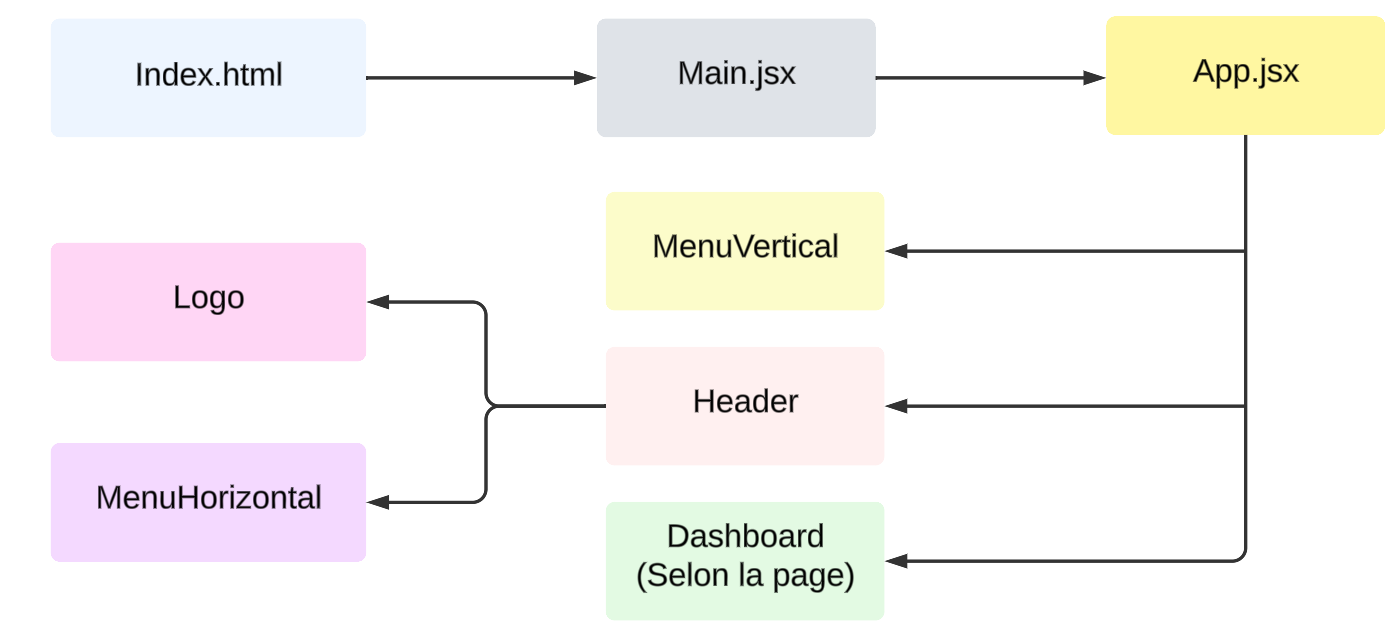 Index.html
Main.jsx
App.jsx
MenuVertical
Logo
Header
MenuHorizontal
Dashboard
(Selon la page)